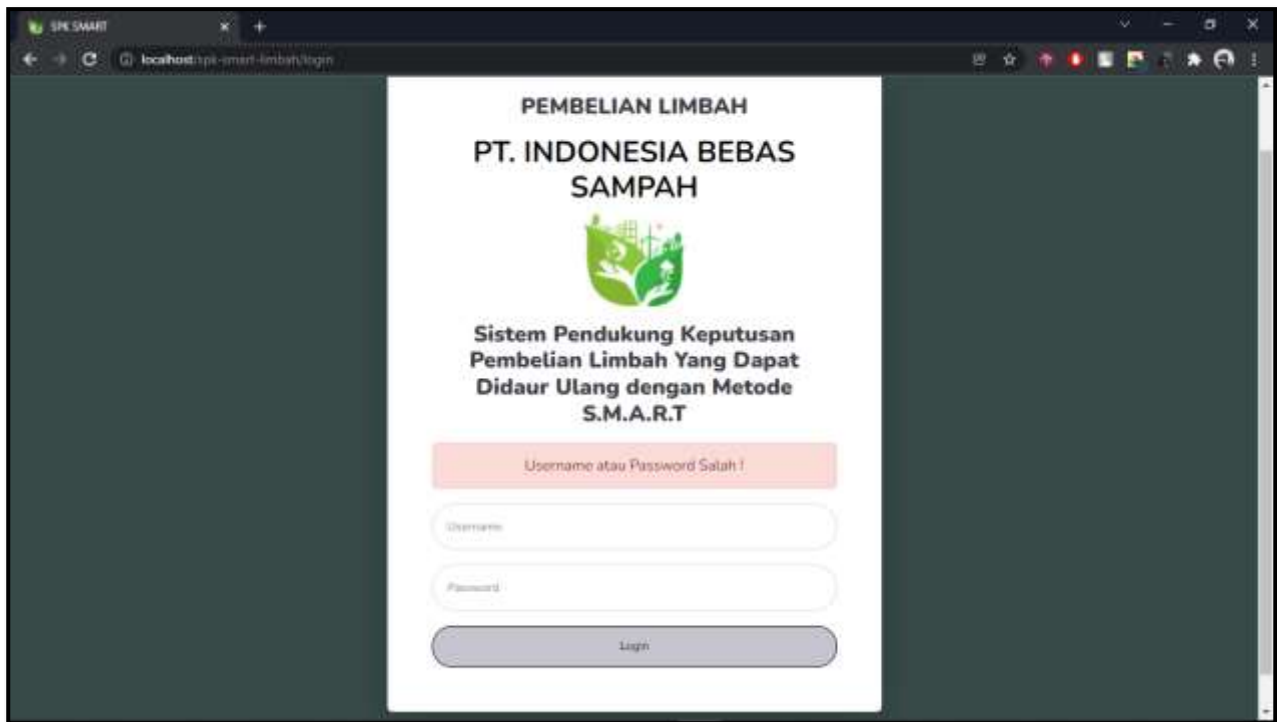 SPK SMART
localhost/spk-smart-limbah/login
PEMBELIAN LIMBAH
PT. INDONESIA BEBAS
SAMPAH
Sistem Pendukung Keputusan
Pembelian Limbah Yang Dapat
Didaur Ulang dengan Metode
S.M.A.R.T
Username atau Password Salah !
Username
Password
Login